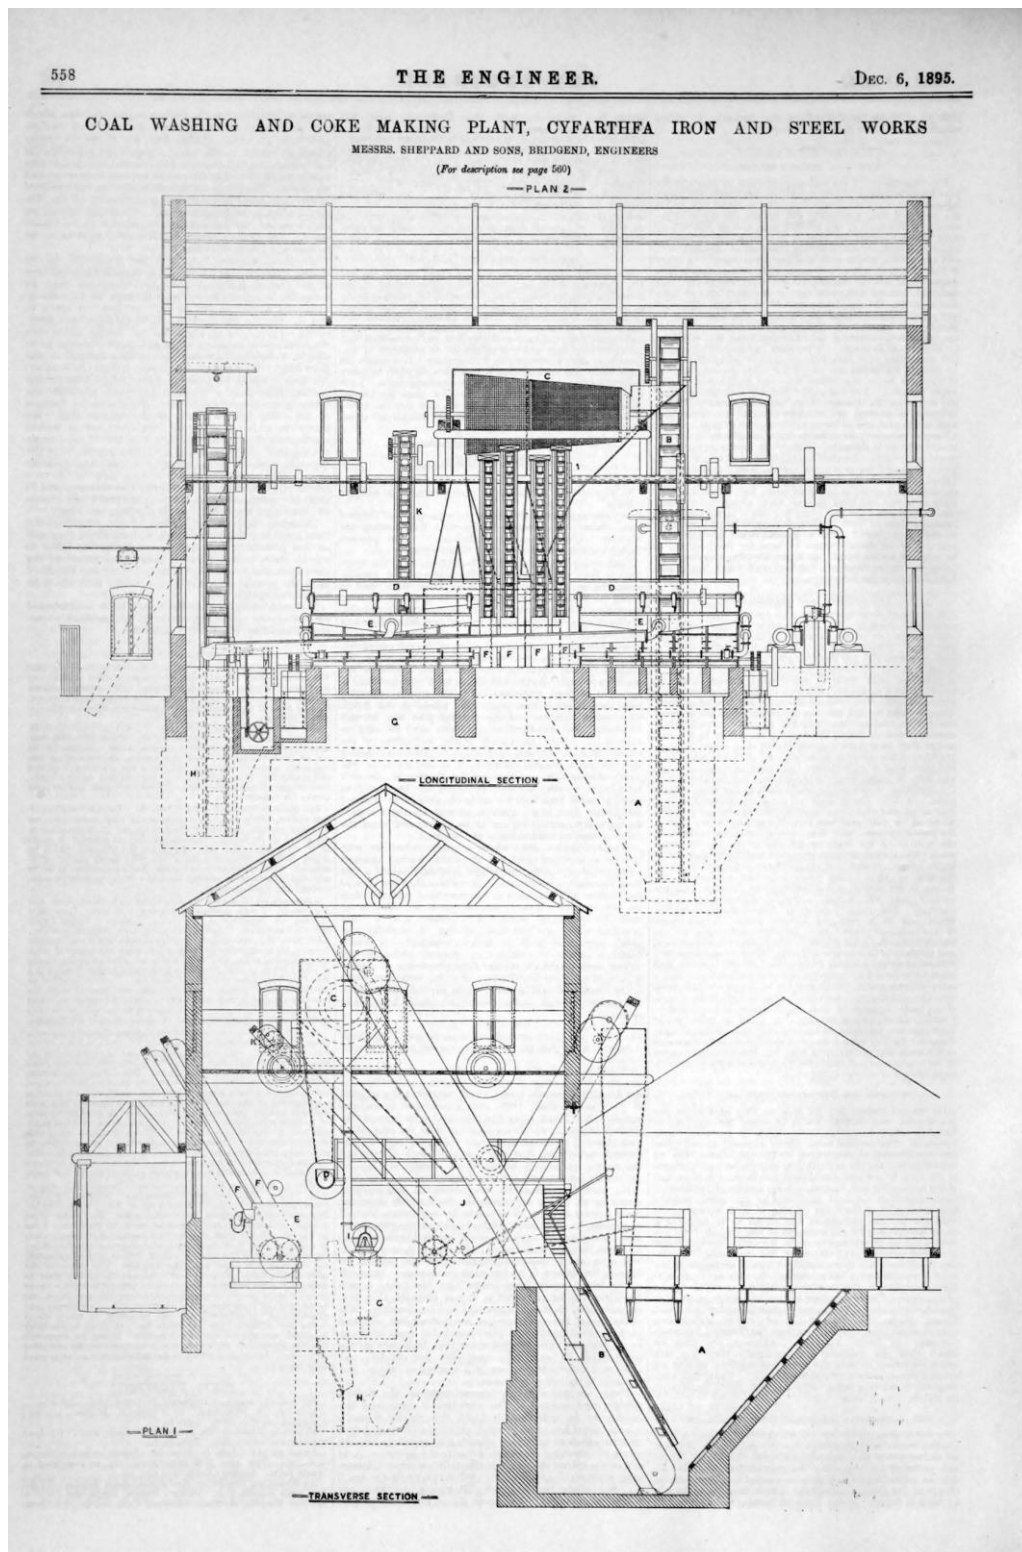 558
THE ENGINEER.
DEC. 6, 1895.
COAL WASHING AND COKE MAKING PLANT, CYFARTHFA IRON AND STEEL WORKS
MESSRS. SHEPPARD AND SONS, BRIDGEND, ENGINEERS
(For description see page 560)
—PLAN 2—
C
B
K
D
D
E
E
F
F
F
F
G
H
A
— LONGITUDINAL SECTION —
C
K
D
F
F
E
J
I
G
H
B
A
—PLAN I—
—TRANSVERSE SECTION—